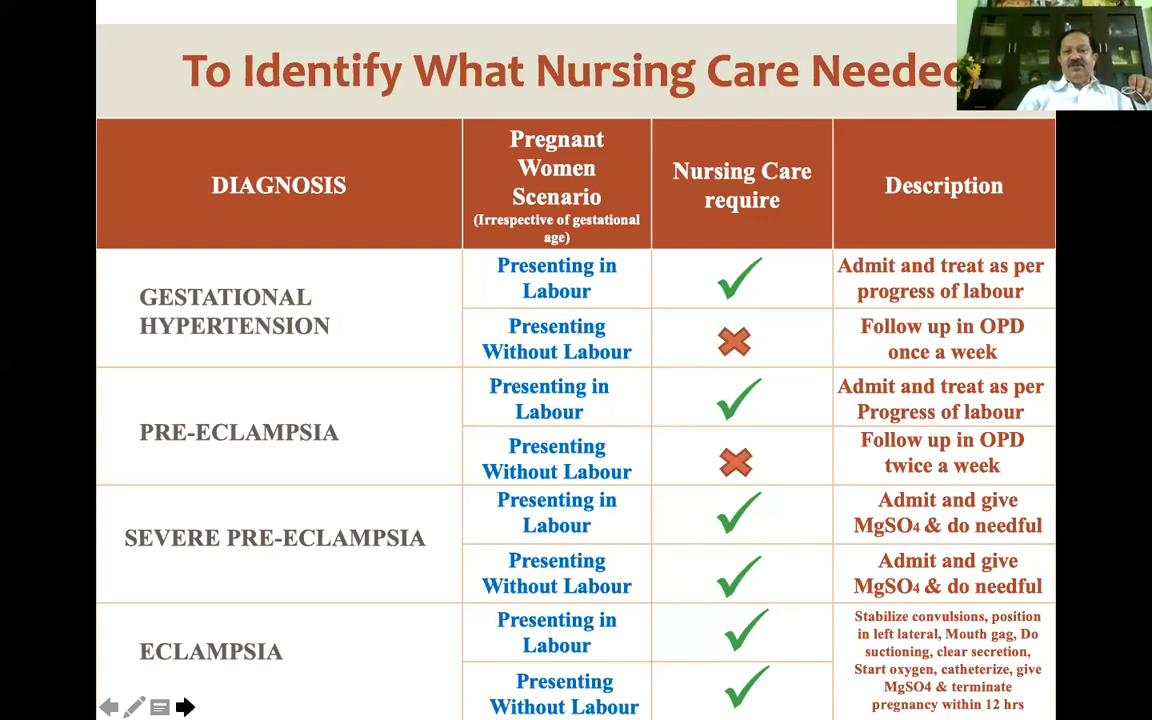 To Identify What Nursing Care Needed
DIAGNOSIS
Pregnant
Women
Scenario
(Irrespective of gestational
age)
Nursing Care
require
Description
GESTATIONAL
HYPERTENSION
Presenting in
Labour
Admit and treat as per
progress of labour
Presenting
Without Labour
Follow up in OPD
once a week
PRE-ECLAMPSIA
Presenting in
Labour
Admit and treat as per
Progress of labour
Presenting
Without Labour
Follow up in OPD
twice a week
SEVERE PRE-ECLAMPSIA
Presenting in
Labour
Admit and give
MgSO4 & do needful
Presenting
Without Labour
Admit and give
MgSO4 & do needful
ECLAMPSIA
Presenting in
Labour
Presenting
Without Labour
Stabilize convulsions, position
in left lateral, Mouth gag, Do
suctioning, clear secretion,
Start oxygen, catheterize, give
MgSO4 & terminate
pregnancy within 12 hrs